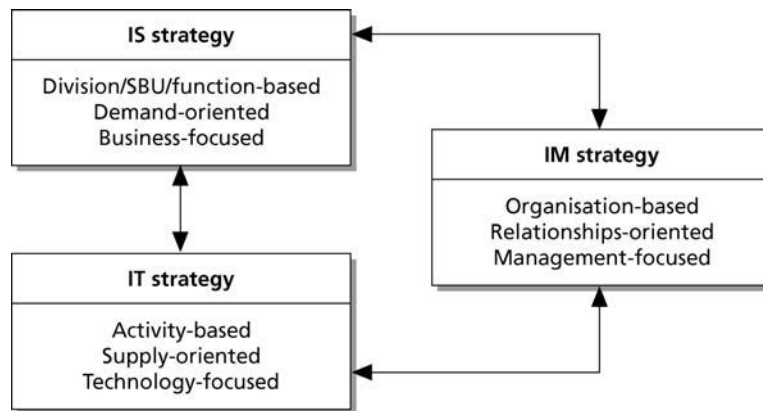 IS strategy
Division/SBU/function-based
Demand-oriented
Business-focused
IM strategy
Organisation-based
Relationships-oriented
Management-focused
IT strategy
Activity-based
Supply-oriented
Technology-focused